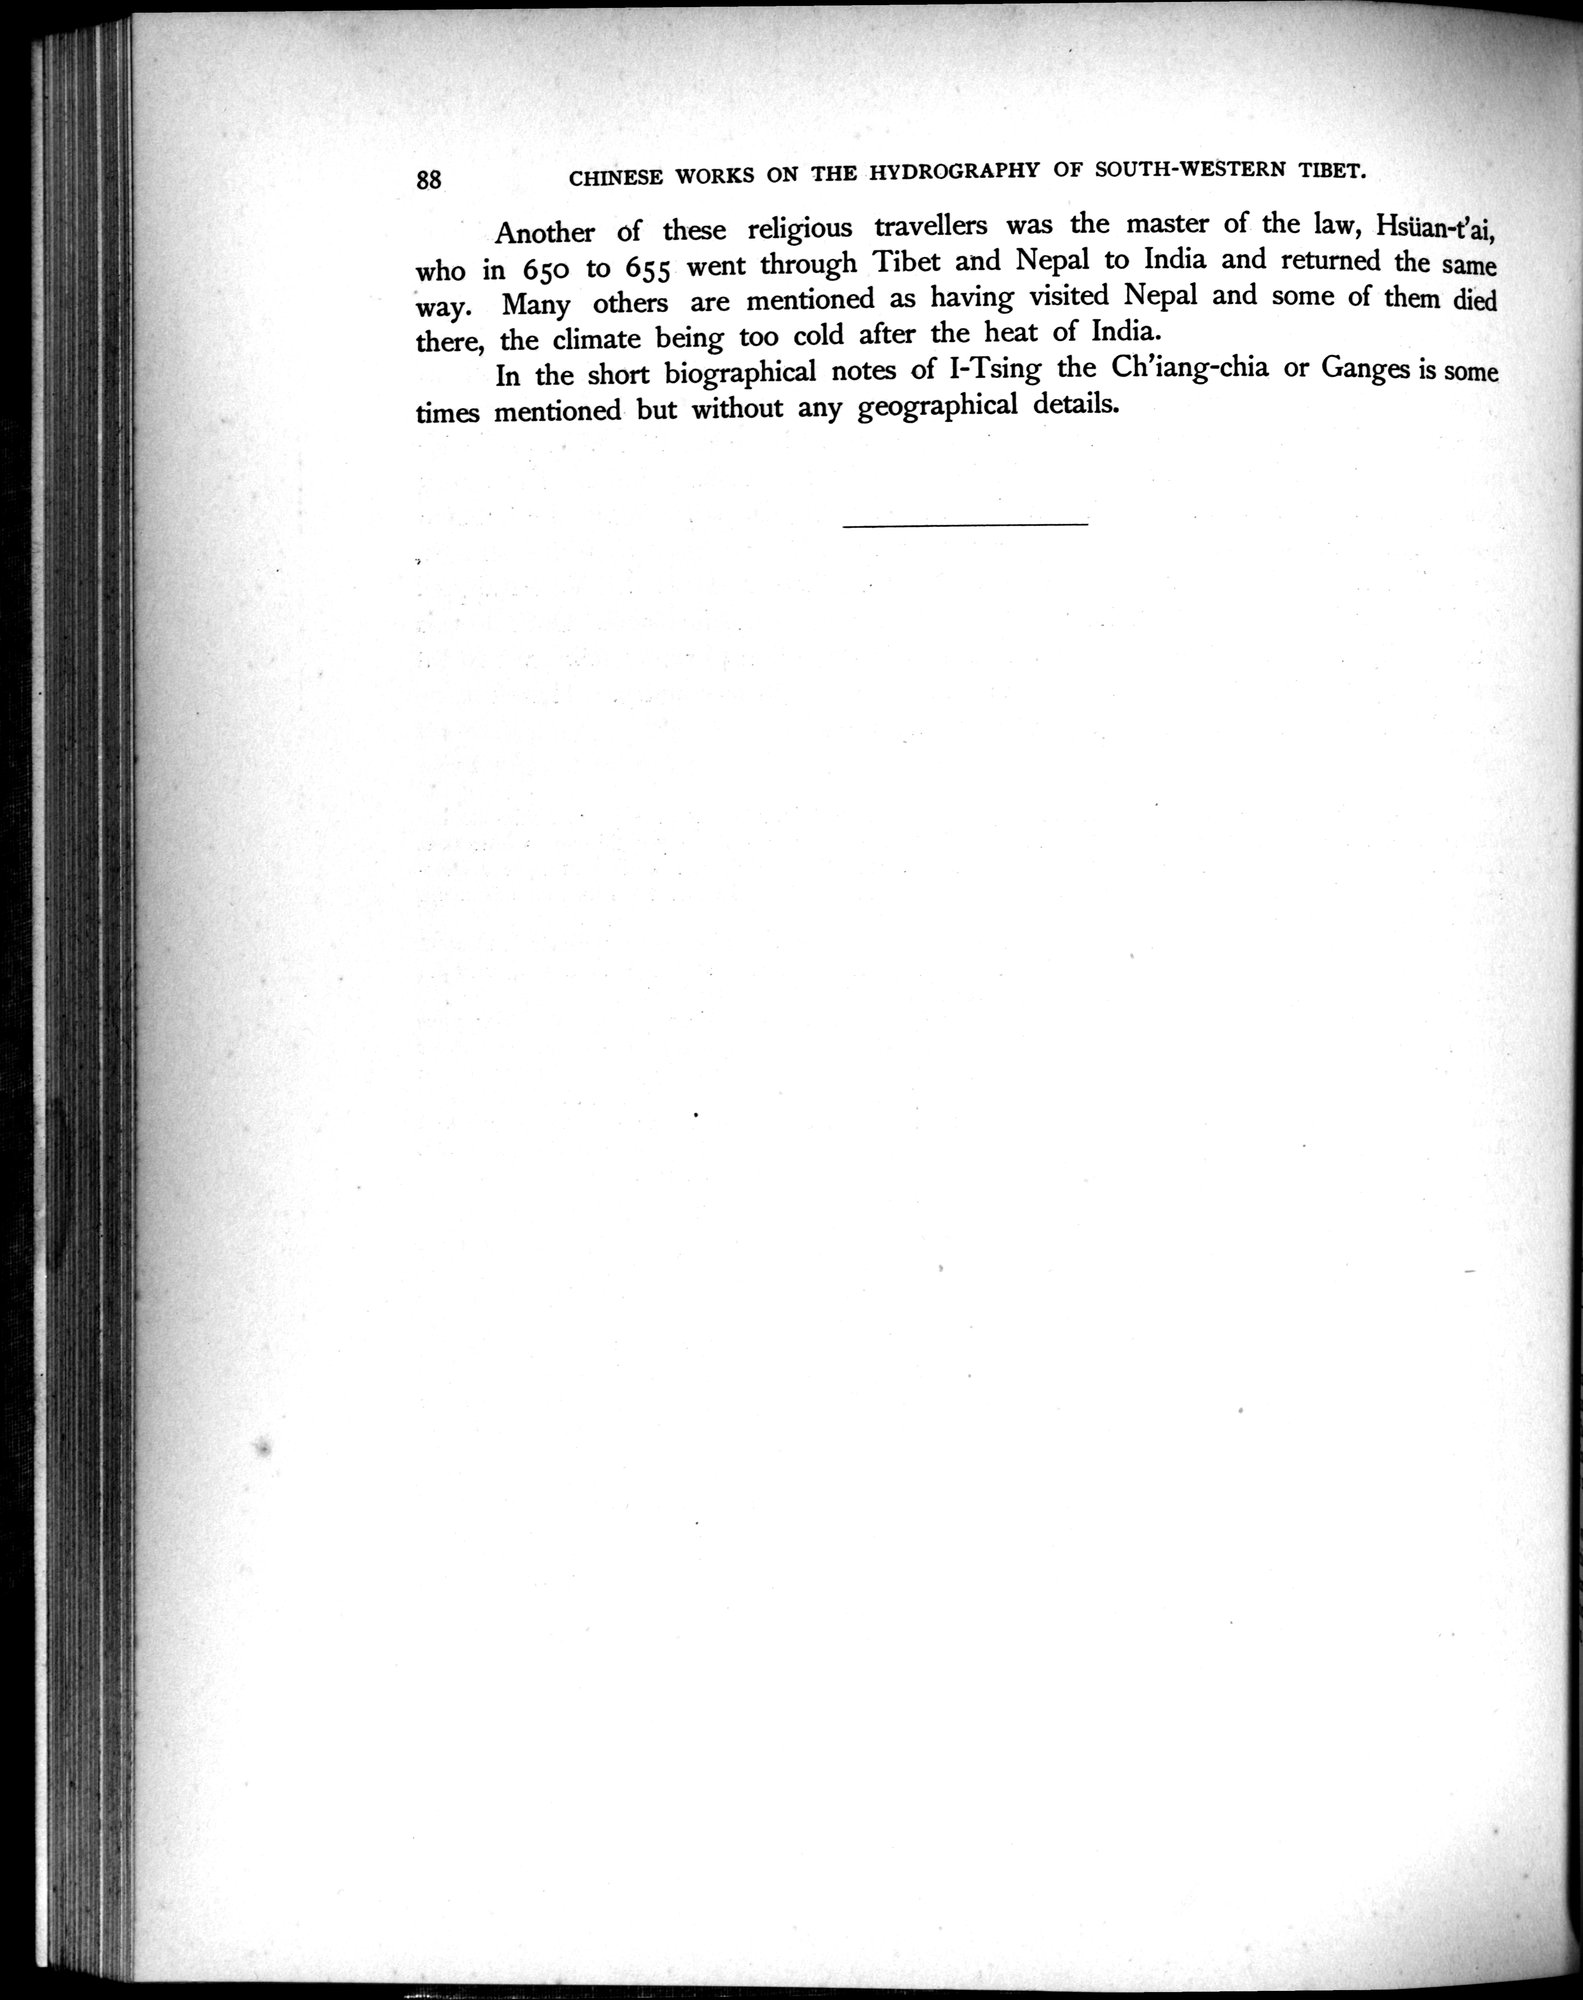 88 CHINESE WORKS ON THE HYDROGRAPHY OF SOUTH-WESTERN TIBET.
Another of these religious travellers was the master of the law, Hsüan-t'ai,
who in 650 to 655 went through Tibet and Nepal to India and returned the same
way. Many others are mentioned as having visited Nepal and some of them died
there, the climate being too cold after the heat of India.
In the short biographical notes of I-Tsing the Ch'iang-chia or Ganges is some
times mentioned but without any geographical details.